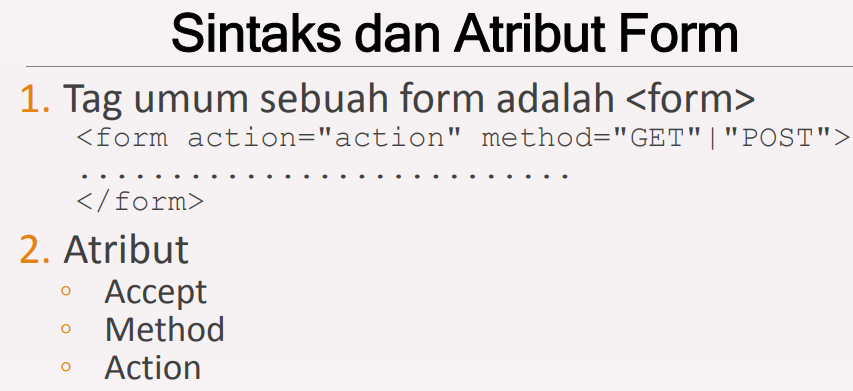 Sintaks dan Atribut Form
1. Tag umum sebuah form adalah <form>
<form action="action" method="GET"|"POST">
...........................
</form>
2. Atribut
◦ Accept
◦ Method
◦ Action